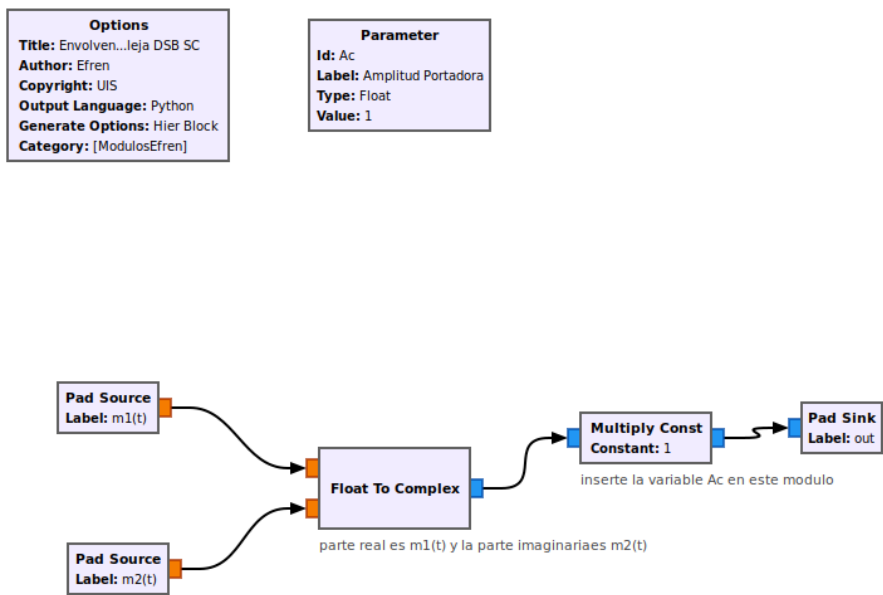 Options
Title: Envolven...leja DSB SC
Author: Efren
Copyright: UIS
Output Language: Python
Generate Options: Hier Block
Category: [ModulosEfren]
Parameter
Id: Ac
Label: Amplitud Portadora
Type: Float
Value: 1
Pad Source
Label: m1(t)
Float To Complex
parte real es m1(t) y la parte imaginariaes m2(t)
Pad Source
Label: m2(t)
Multiply Const
Constant: 1
inserte la variable Ac en este modulo
Pad Sink
Label: out